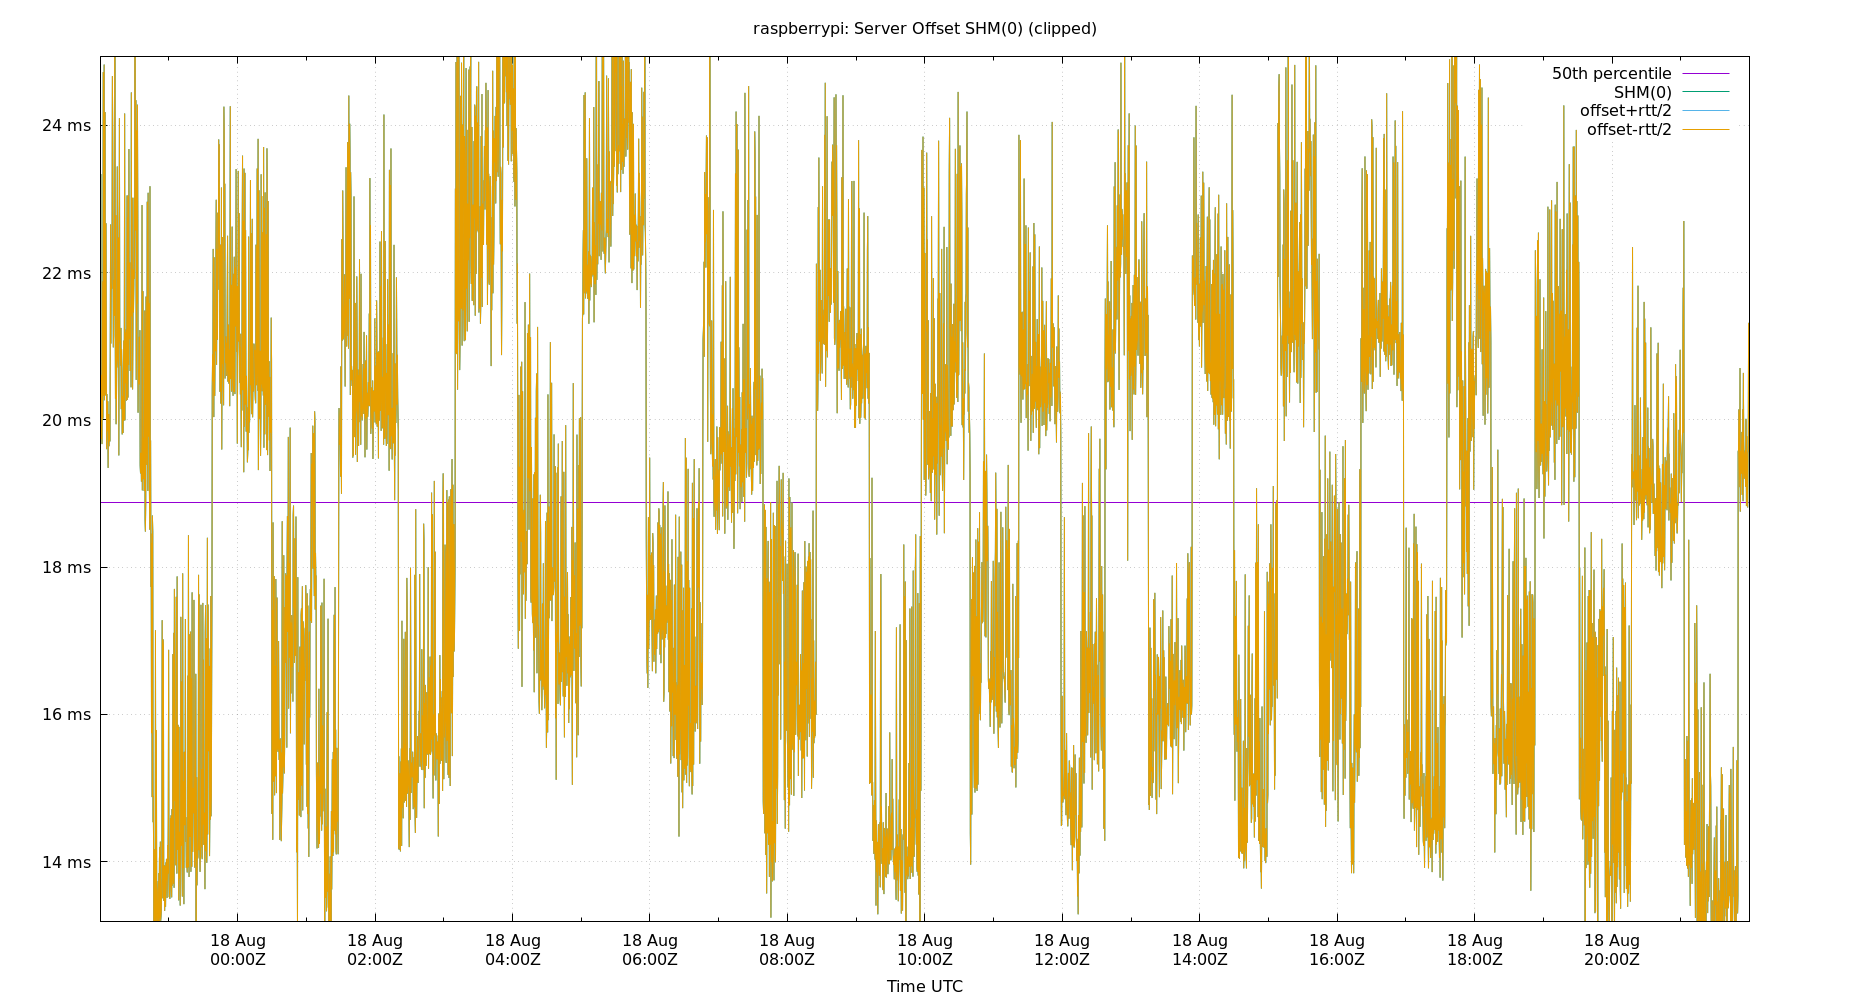 raspberrypi: Server Offset SHM(0) (clipped)
50th percentile
SHM(0)
offset+rtt/2
offset-rtt/2
24 ms
22 ms
20 ms
18 ms
16 ms
14 ms
18 Aug 18 Aug 18 Aug 18 Aug 18 Aug 18 Aug 18 Aug 18 Aug 18 Aug 18 Aug 18 Aug
00:00Z 02:00Z 04:00Z 06:00Z 08:00Z 10:00Z 12:00Z 14:00Z 16:00Z 18:00Z 20:00Z
Time UTC